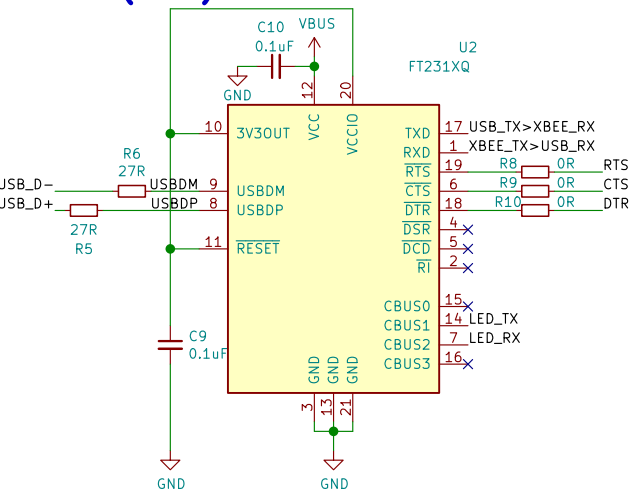 C10
VBUS
0.1uF
U2
FT231XQ
GND
12
20
VCC
VCCIO
10
3V3OUT
TXD
17
USB_TX>XBEE_RX
RXD
1
XBEE_TX>USB_RX
R6
27R
RTS
19
R8
0R
RTS
USB_D-
USBDM
9
USBDM
CTS
6
R9
0R
CTS
USB_D+
USBDP
8
USBDP
DTR
18
R10
0R
DTR
27R
R5
DSR
4
11
RESET
DCD
5
RI
2
CBUS0
15
CBUS1
14
LED_TX
CBUS2
7
LED_RX
CBUS3
16
C9
0.1uF
GND
GND
GND
3
13
21
GND
GND